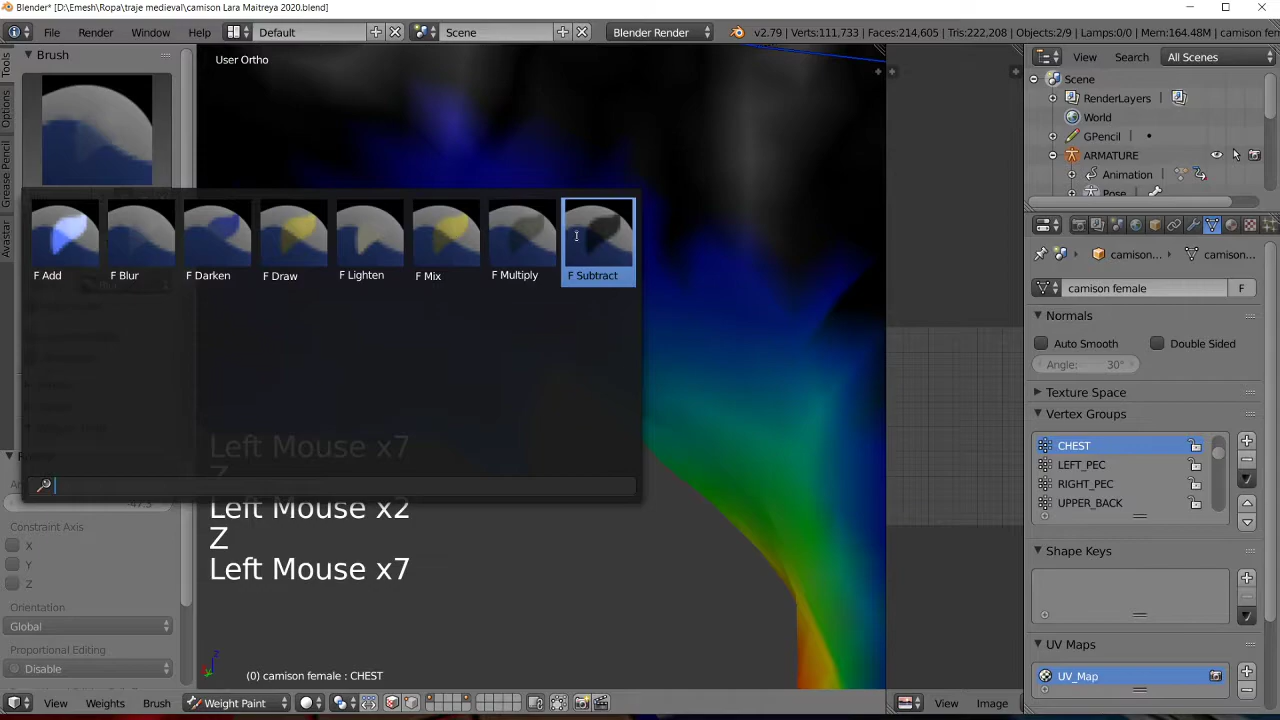 Blender* [D:\Emesh\Ropa\traje medieval\camison Lara Maitreya 2020.blend]
File Render Window Help Default Scene Blender Render v2.79 | Verts:111,733 | Faces:214,605 | Tris:222,208 | Objects:2/9 | Lamps:0/0 | Mem:164.48M | camison fem
Brush
User Ortho
View Search All Scenes
Scene
RenderLayers
World
GPencil
ARMATURE
Animation
Pose
Tools
Options
Grease Pencil
Avastar
F Add F Blur F Darken F Draw F Lighten F Mix F Multiply F Subtract
camison... camison...
camison female F
Normals
Auto Smooth Double Sided
Angle: 30°
Texture Space
Vertex Groups
CHEST
LEFT_PEC
RIGHT_PEC
UPPER_BACK
Left Mouse x7
Z
Left Mouse x2
Z
Left Mouse x7
Constraint Axis
X
Y
Z
Orientation
Global
Proportional Editing
Disable
Shape Keys
UV Maps
UV_Map
z
(0) camison female : CHEST
View Weights Brush Weight Paint View Image